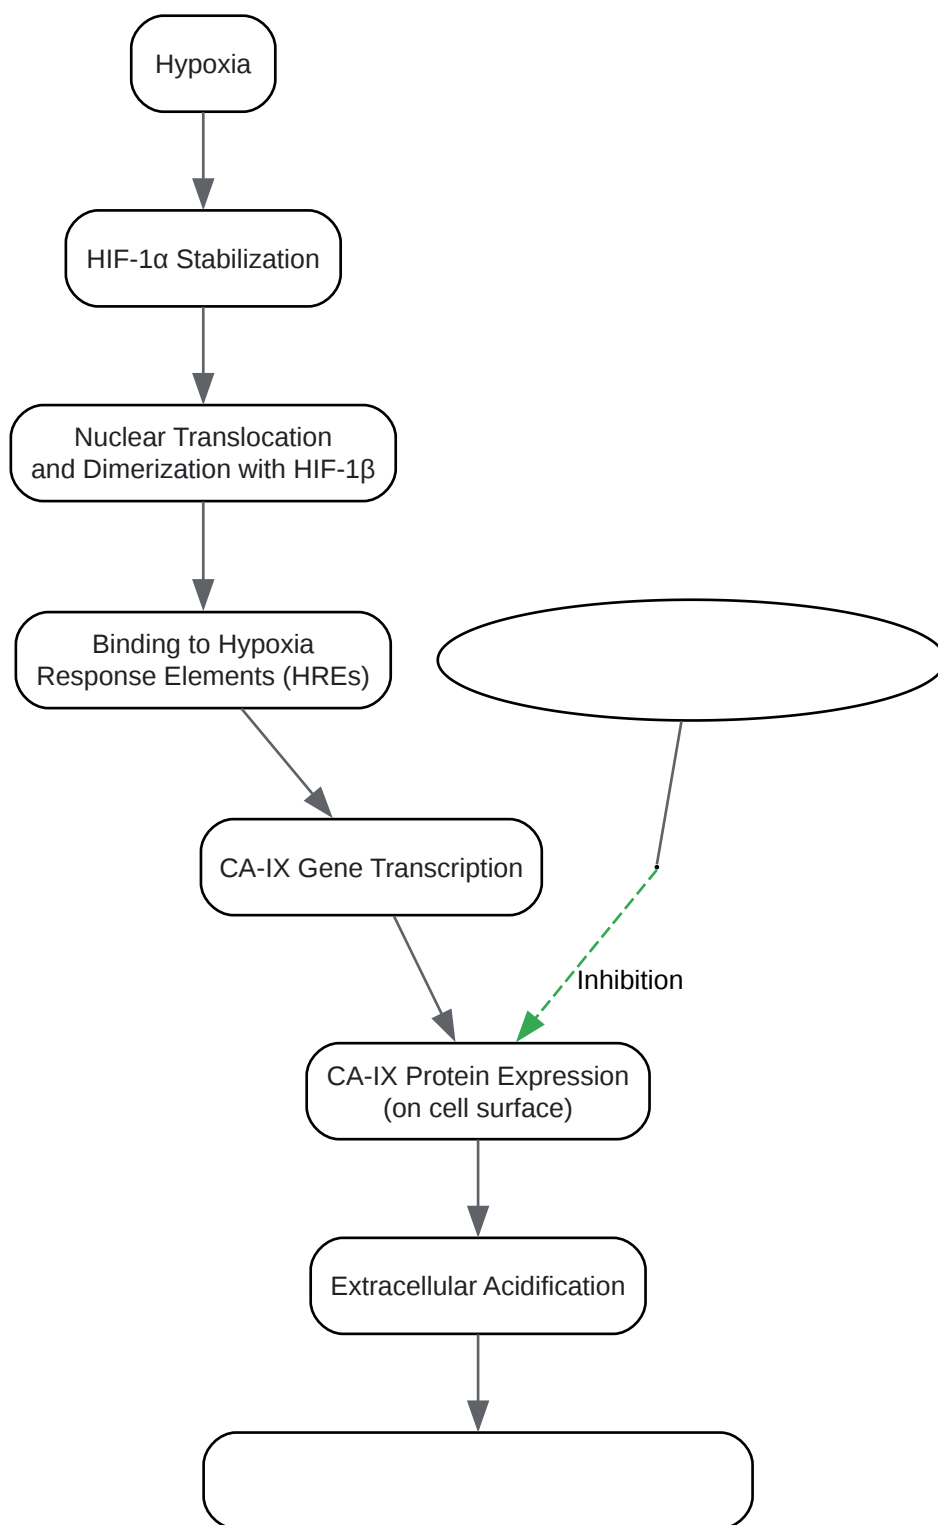 Hypoxia
HIF-1α Stabilization
Nuclear Translocation
and Dimerization with HIF-1β
Binding to Hypoxia
Response Elements (HREs)
CA-IX Gene Transcription
Inhibition
CA-IX Protein Expression
(on cell surface)
Extracellular Acidification